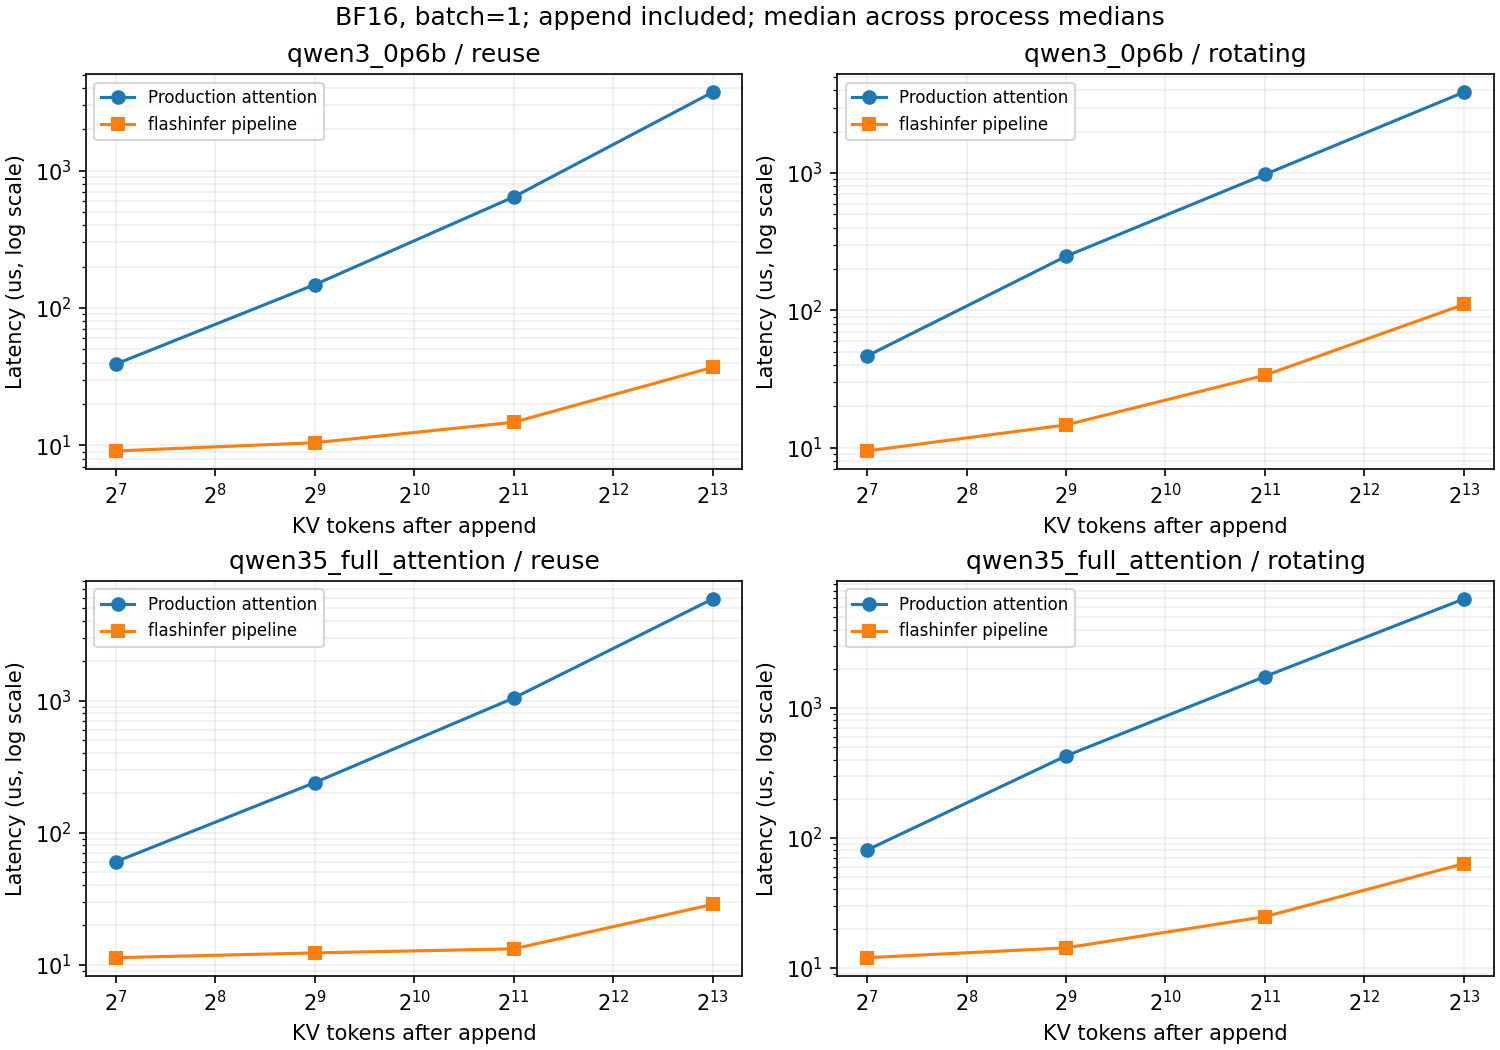 BF16, batch=1; append included; median across process medians
qwen3_0p6b / reuse
Production attention
flashinfer pipeline
Latency (us, log scale)
10³
10²
10¹
2⁷ 2⁸ 2⁹ 2¹⁰ 2¹¹ 2¹² 2¹³
KV tokens after append
qwen3_0p6b / rotating
Production attention
flashinfer pipeline
Latency (us, log scale)
10³
10²
10¹
2⁷ 2⁸ 2⁹ 2¹⁰ 2¹¹ 2¹² 2¹³
KV tokens after append
qwen35_full_attention / reuse
Production attention
flashinfer pipeline
Latency (us, log scale)
10³
10²
10¹
2⁷ 2⁸ 2⁹ 2¹⁰ 2¹¹ 2¹² 2¹³
KV tokens after append
qwen35_full_attention / rotating
Production attention
flashinfer pipeline
Latency (us, log scale)
10³
10²
10¹
2⁷ 2⁸ 2⁹ 2¹⁰ 2¹¹ 2¹² 2¹³
KV tokens after append